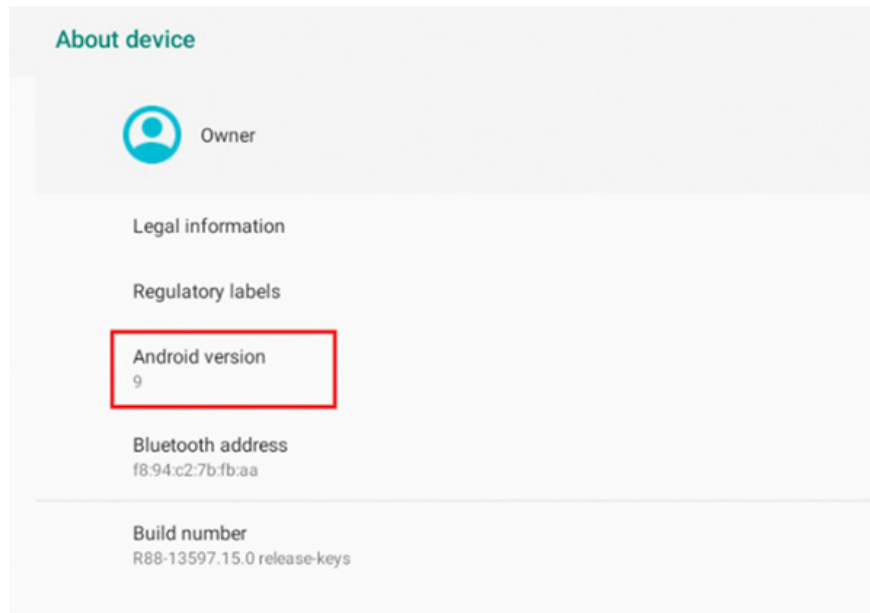 About device
Owner
Legal information
Regulatory labels
Android version
9
Bluetooth address
f8:94:c2:7b:fb:aa
Build number
R88-13597.15.0 release-keys